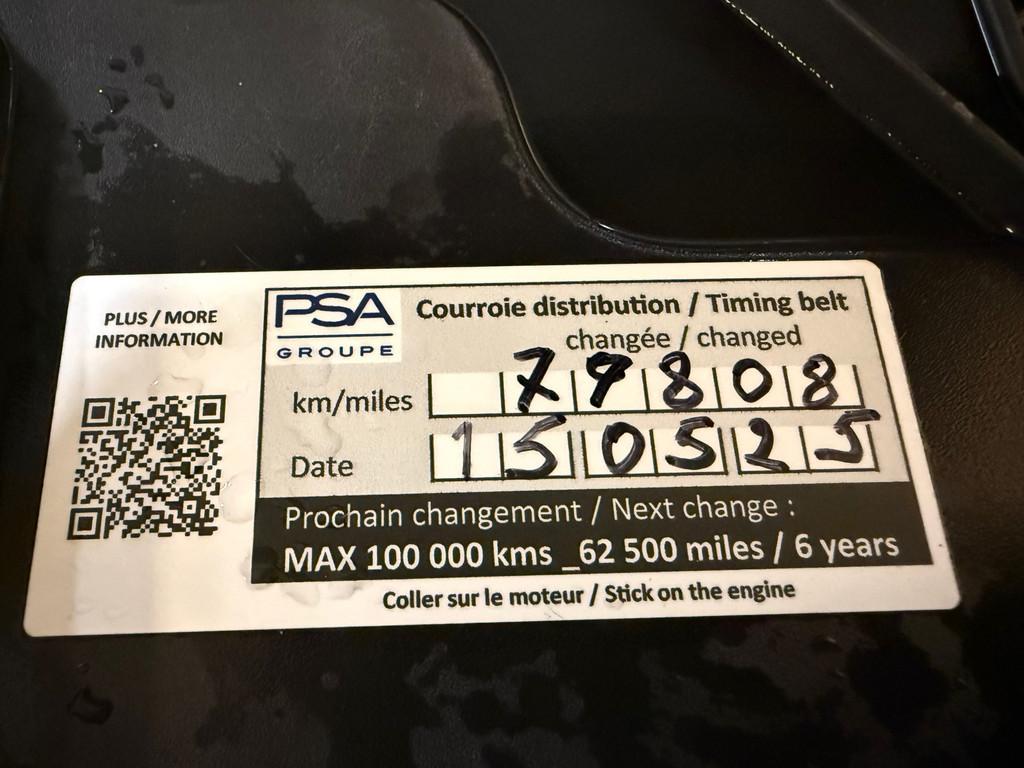 PLUS / MORE
INFORMATION
PSA
GROUPE
Courroie distribution / Timing belt
changée / changed
km/miles 79808
Date 150525
Prochain changement / Next change :
MAX 100 000 kms _62 500 miles / 6 years
Coller sur le moteur / Stick on the engine